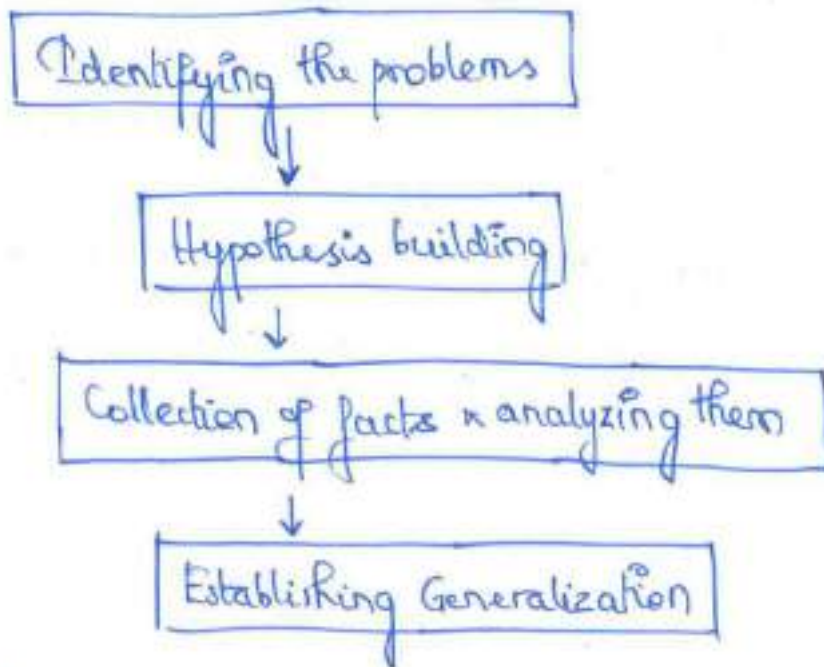 Identifying the problems
Hypothesis building
Collection of facts & analyzing them
Establishing Generalization